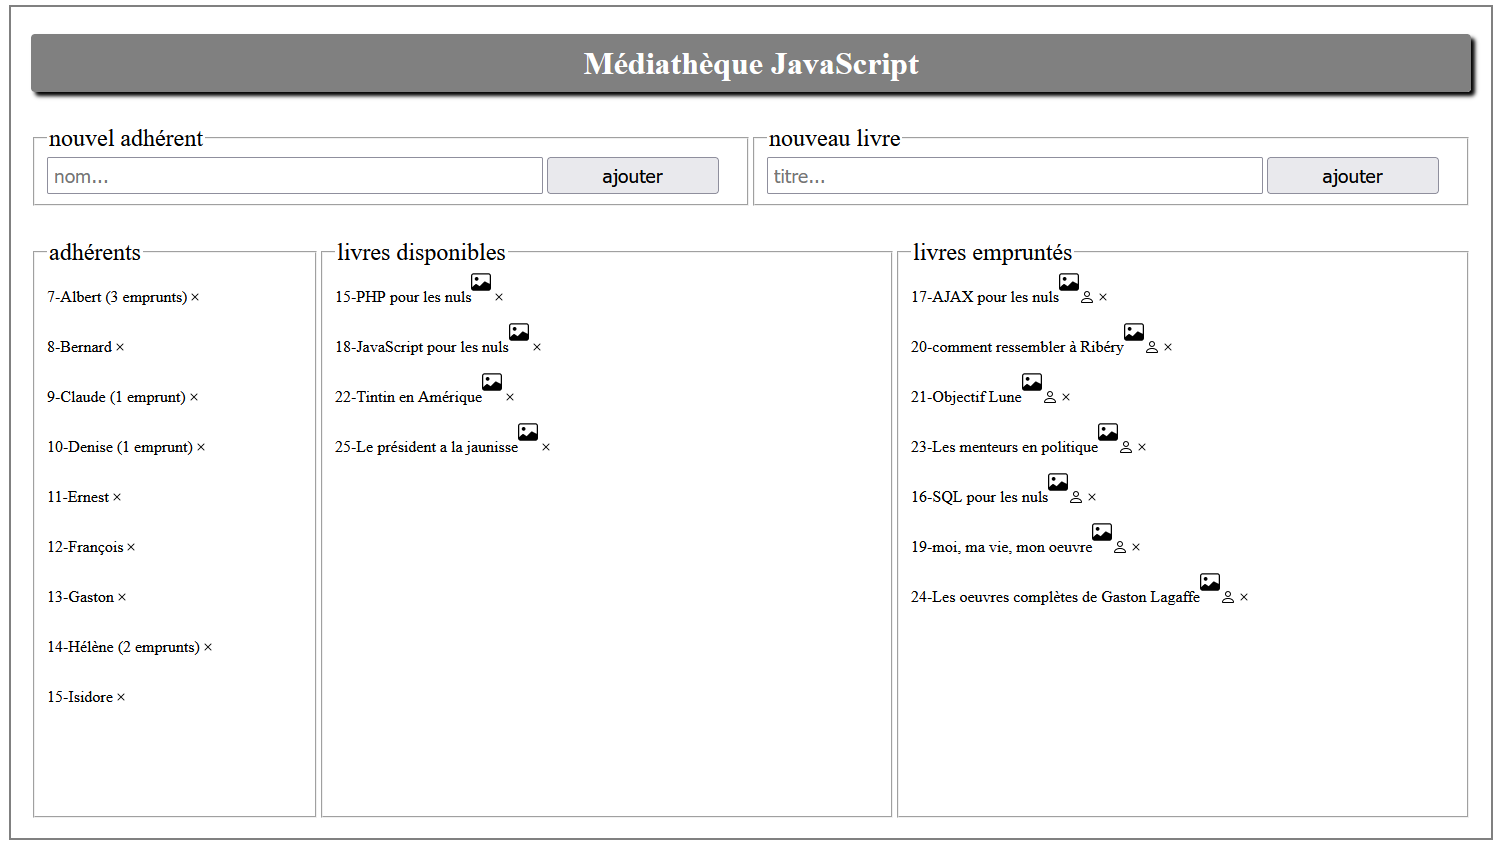 Médiathèque JavaScript
nouvel adhérent
nom...
ajouter
nouveau livre
titre...
ajouter
adhérents
7-Albert (3 emprunts) ×
8-Bernard ×
9-Claude (1 emprunt) ×
10-Denise (1 emprunt) ×
11-Ernest ×
12-François ×
13-Gaston ×
14-Hélène (2 emprunts) ×
15-Isidore ×
livres disponibles
15-PHP pour les nuls ×
18-JavaScript pour les nuls ×
22-Tintin en Amérique ×
25-Le président a la jaunisse ×
livres empruntés
17-AJAX pour les nuls ×
20-comment ressembler à Ribéry ×
21-Objectif Lune ×
23-Les menteurs en politique ×
16-SQL pour les nuls ×
19-moi, ma vie, mon oeuvre ×
24-Les oeuvres complètes de Gaston Lagaffe ×